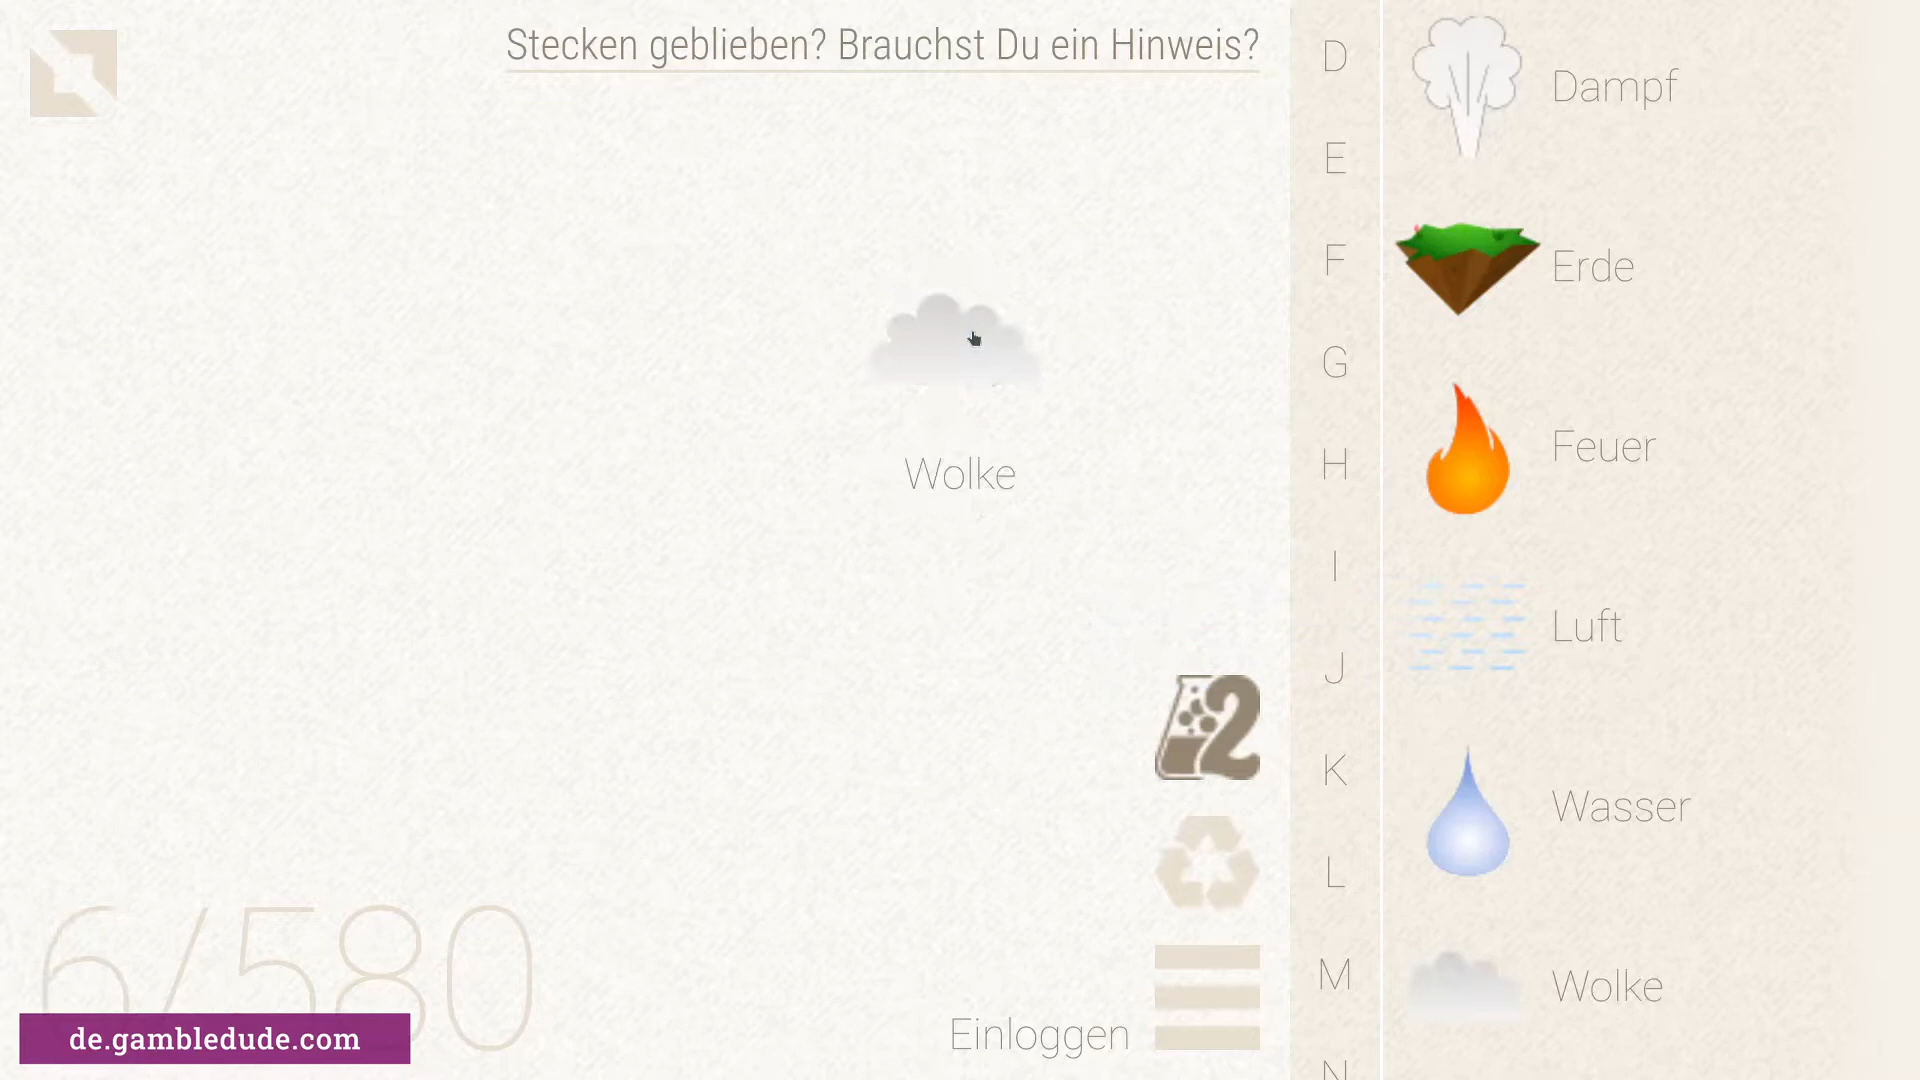 Stecken geblieben? Brauchst Du ein Hinweis?
Wolke
2
6/580
de.gambledude.com
Einloggen
D
E
F
G
H
I
J
K
L
M
N
Dampf
Erde
Feuer
Luft
Wasser
Wolke